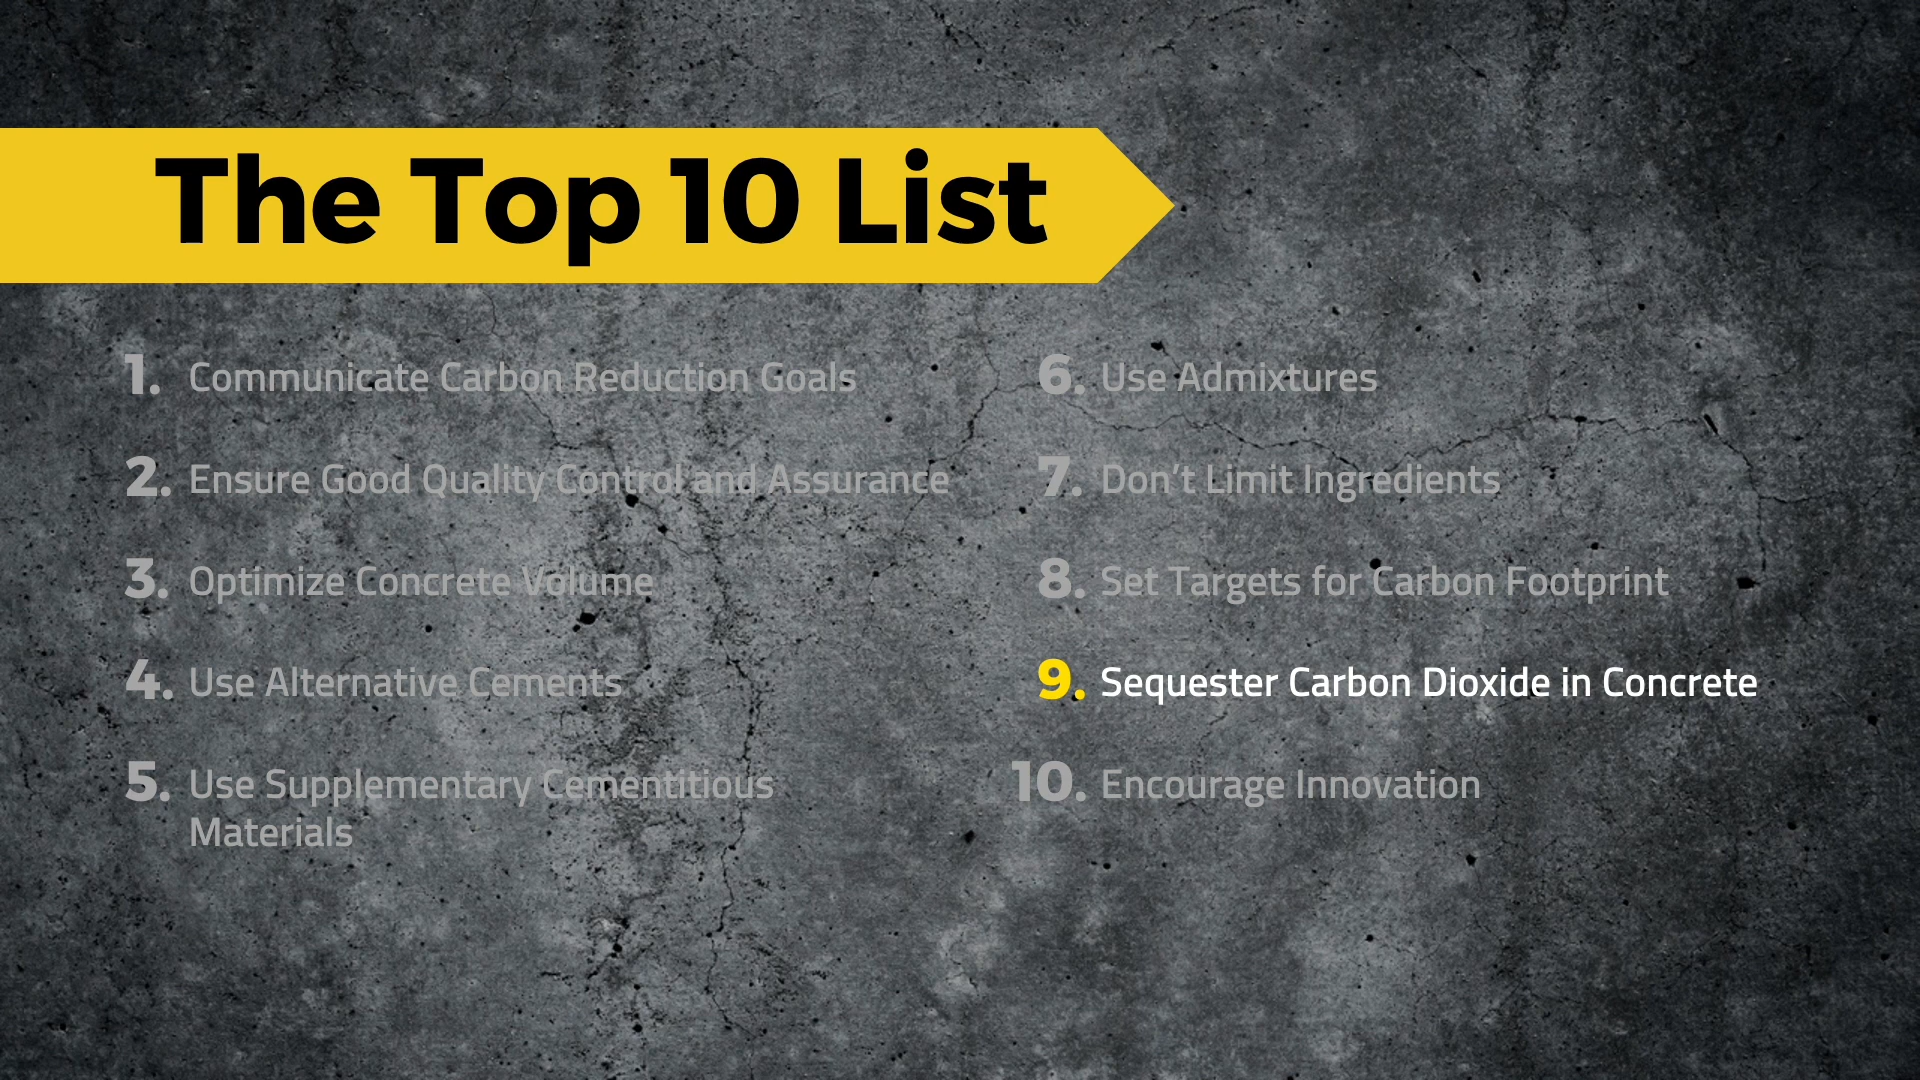 The Top 10 List
1. Communicate Carbon Reduction Goals
2. Ensure Good Quality Control and Assurance
3. Optimize Concrete Volume
4. Use Alternative Cements
5. Use Supplementary Cementitious
Materials
6. Use Admixtures
7. Don’t Limit Ingredients
8. Set Targets for Carbon Footprint
9. Sequester Carbon Dioxide in Concrete
10. Encourage Innovation